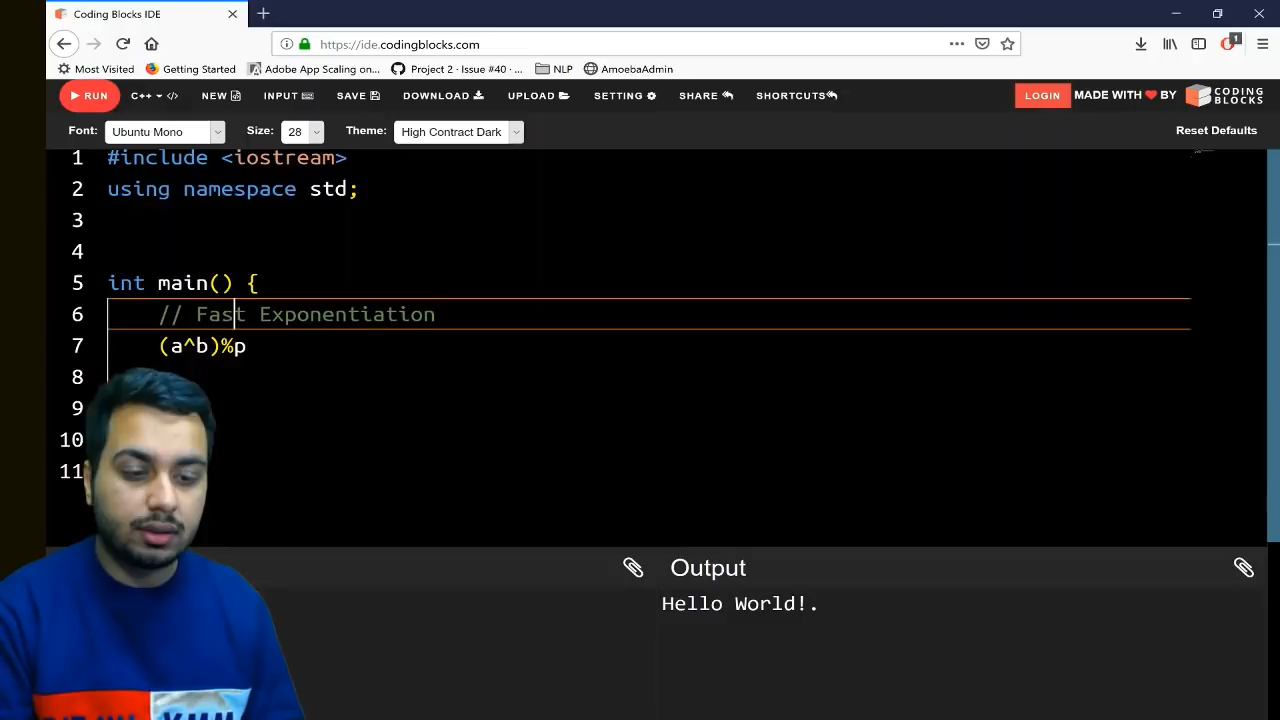 Coding Blocks IDE
https://ide.codingblocks.com
1
Most Visited Getting Started Adobe App Scaling on... Project 2 · Issue #40 · ... NLP AmoebaAdmin
RUN C++ NEW INPUT SAVE DOWNLOAD UPLOAD SETTING SHARE SHORTCUTS LOGIN MADE WITH BY CODING BLOCKS
Font: Ubuntu Mono Size: 28 Theme: High Contract Dark Reset Defaults
1 #include <iostream>
2 using namespace std;
3
4
5 int main() {
6 // Fast Exponentiation
7 (a^b)%p
8
9
10
11
Output
Hello World!.